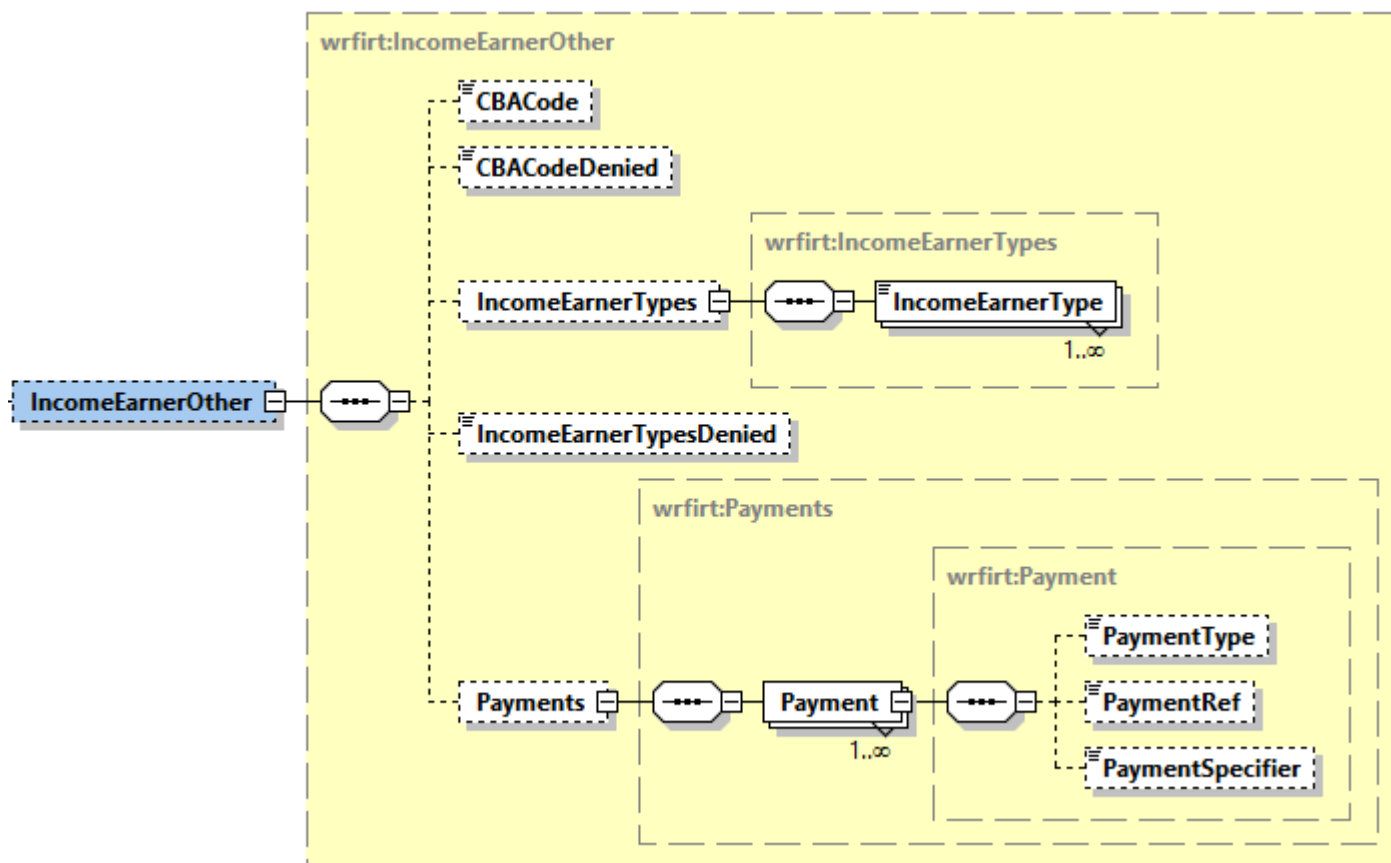 wrfirt:IncomeEarnerOther
CBACode
CBACodeDenied
wrfirt:IncomeEarnerTypes
IncomeEarnerTypes
IncomeEarnerType
1..∞
IncomeEarnerOther
IncomeEarnerTypesDenied
wrfirt:Payments
wrfirt:Payment
PaymentType
Payments
Payment
PaymentRef
1..∞
PaymentSpecifier